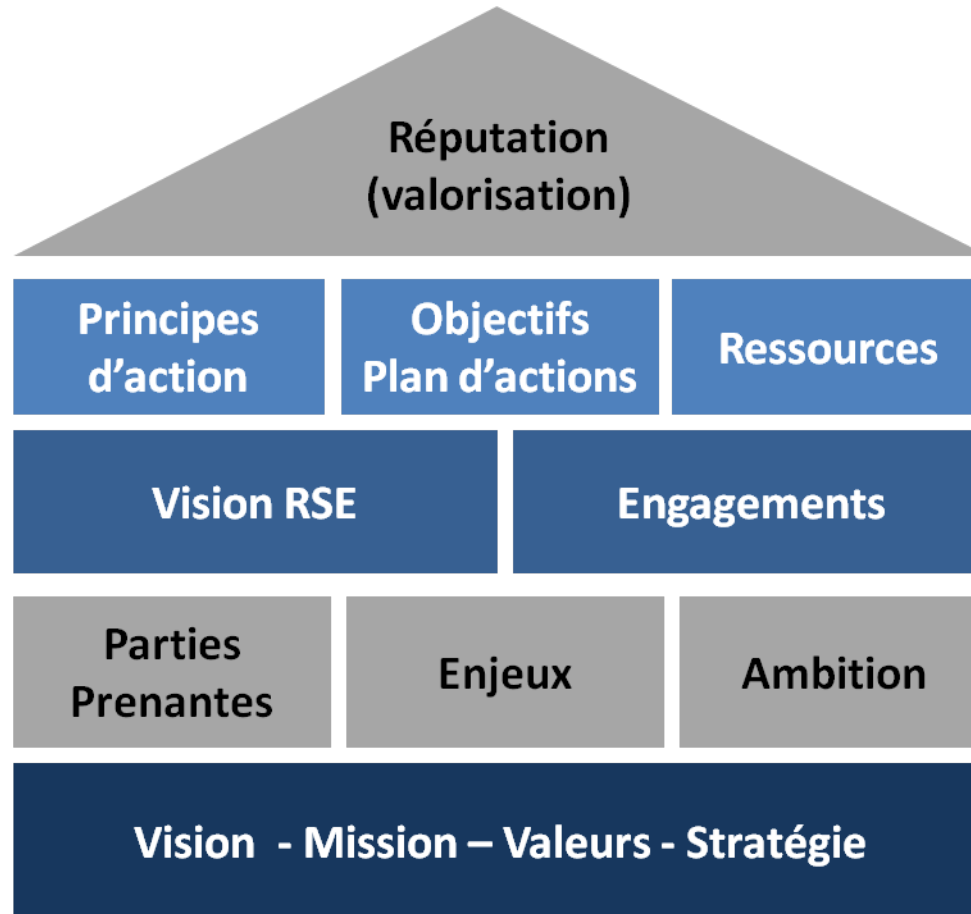 Réputation
(valorisation)
Principes
d’action
Objectifs
Plan d’actions
Ressources
Vision RSE
Engagements
Parties
Prenantes
Enjeux
Ambition
Vision  - Mission – Valeurs - Stratégie